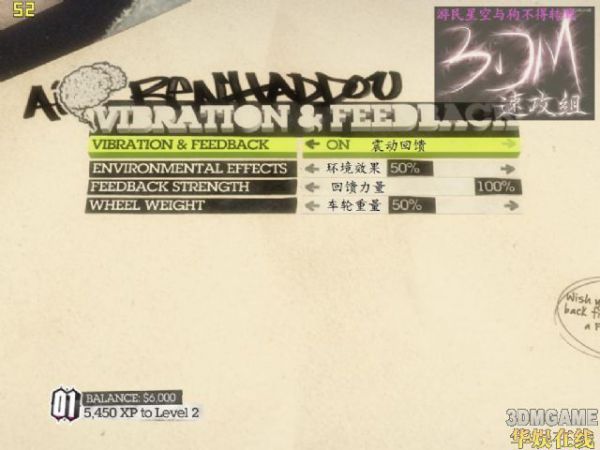 52
游民星空与狗不得转载
3DM
速攻组
VIBRATION & FEEDBACK
VIBRATION & FEEDBACK ON 震动回馈
ENVIRONMENTAL EFFECTS 环境效果 50%
FEEDBACK STRENGTH 回馈力量 100%
WHEEL WEIGHT 车轮重量 50%
Wish
back
a
01 BALANCE: $6,000
5,450 XP to Level 2
3DMGAME
华娱在线